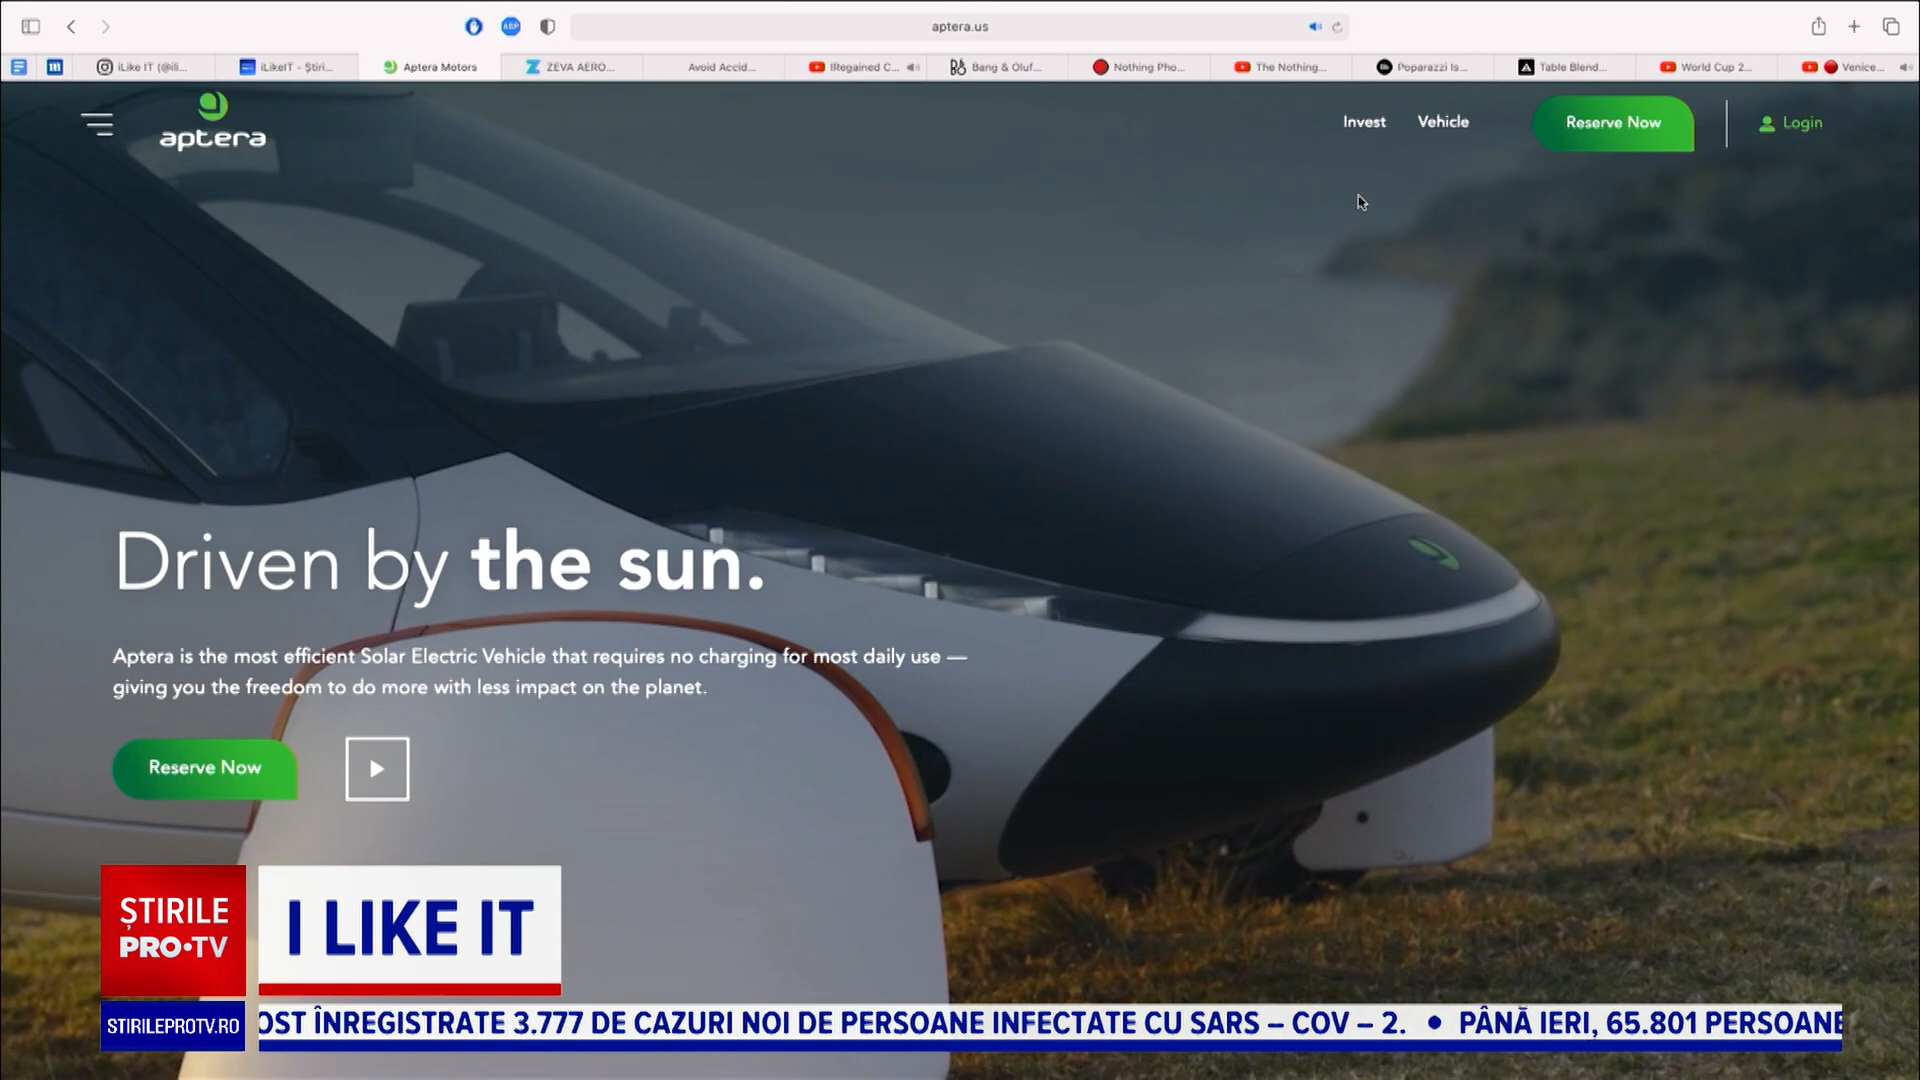 aptera.us
iLike IT (@ili...
iLikeIT - Știri...
Aptera Motors
ZEVA AERO...
Avoid Accid...
IRegained C...
Bang & Oluf...
Nothing Pho...
The Nothing...
Poparazzi Is...
Table Blend...
World Cup 2...
Venice...
ABP
aptera
Invest
Vehicle
Reserve Now
Login
Driven by the sun.
Aptera is the most efficient Solar Electric Vehicle that requires no charging for most daily use —
giving you the freedom to do more with less impact on the planet.
Reserve Now
ȘTIRILE
PRO•TV
I LIKE IT
STIRILEPROTV.RO
OST ÎNREGISTRATE 3.777 DE CAZURI NOI DE PERSOANE INFECTATE CU SARS – COV – 2. • PÂNĂ IERI, 65.801 PERSOANE